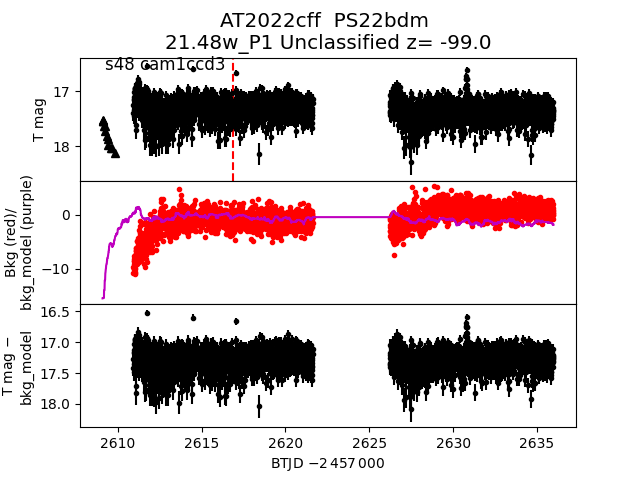 AT2022cff  PS22bdm
21.48w_P1 Unclassified z= -99.0
s48 cam1ccd3
T mag
17
18
Bkg (red)/
bkg_model (purple)
0
−10
T mag −
bkg_model
16.5
17.0
17.5
18.0
2610 2615 2620 2625 2630 2635
BTJD −2 457 000